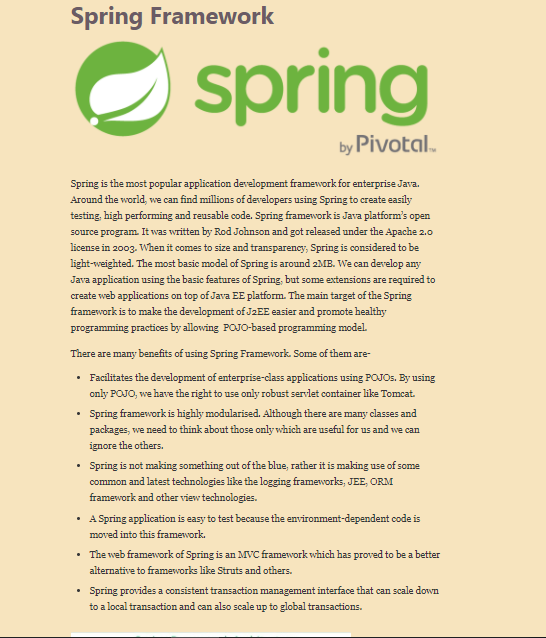 Spring Framework
spring
by Pivotal™
Spring is the most popular application development framework for enterprise Java.
Around the world, we can find millions of developers using Spring to create easily
testing, high performing and reusable code. Spring framework is Java platform's open
source program. It was written by Rod Johnson and got released under the Apache 2.0
license in 2003. When it comes to size and transparency, Spring is considered to be
light-weighted. The most basic model of Spring is around 2MB. We can develop any
Java application using the basic features of Spring, but some extensions are required to
create web applications on top of Java EE platform. The main target of the Spring
framework is to make the development of J2EE easier and promote healthy
programming practices by allowing POJO-based programming model.
There are many benefits of using Spring Framework. Some of them are-
• Facilitates the development of enterprise-class applications using POJOs. By using
only POJO, we have the right to use only robust servlet container like Tomcat.
• Spring framework is highly modularised. Although there are many classes and
packages, we need to think about those only which are useful for us and we can
ignore the others.
• Spring is not making something out of the blue, rather it is making use of some
common and latest technologies like the logging frameworks, JEE, ORM
framework and other view technologies.
• A Spring application is easy to test because the environment-dependent code is
moved into this framework.
• The web framework of Spring is an MVC framework which has proved to be a better
alternative to frameworks like Struts and others.
• Spring provides a consistent transaction management interface that can scale down
to a local transaction and can also scale up to global transactions.